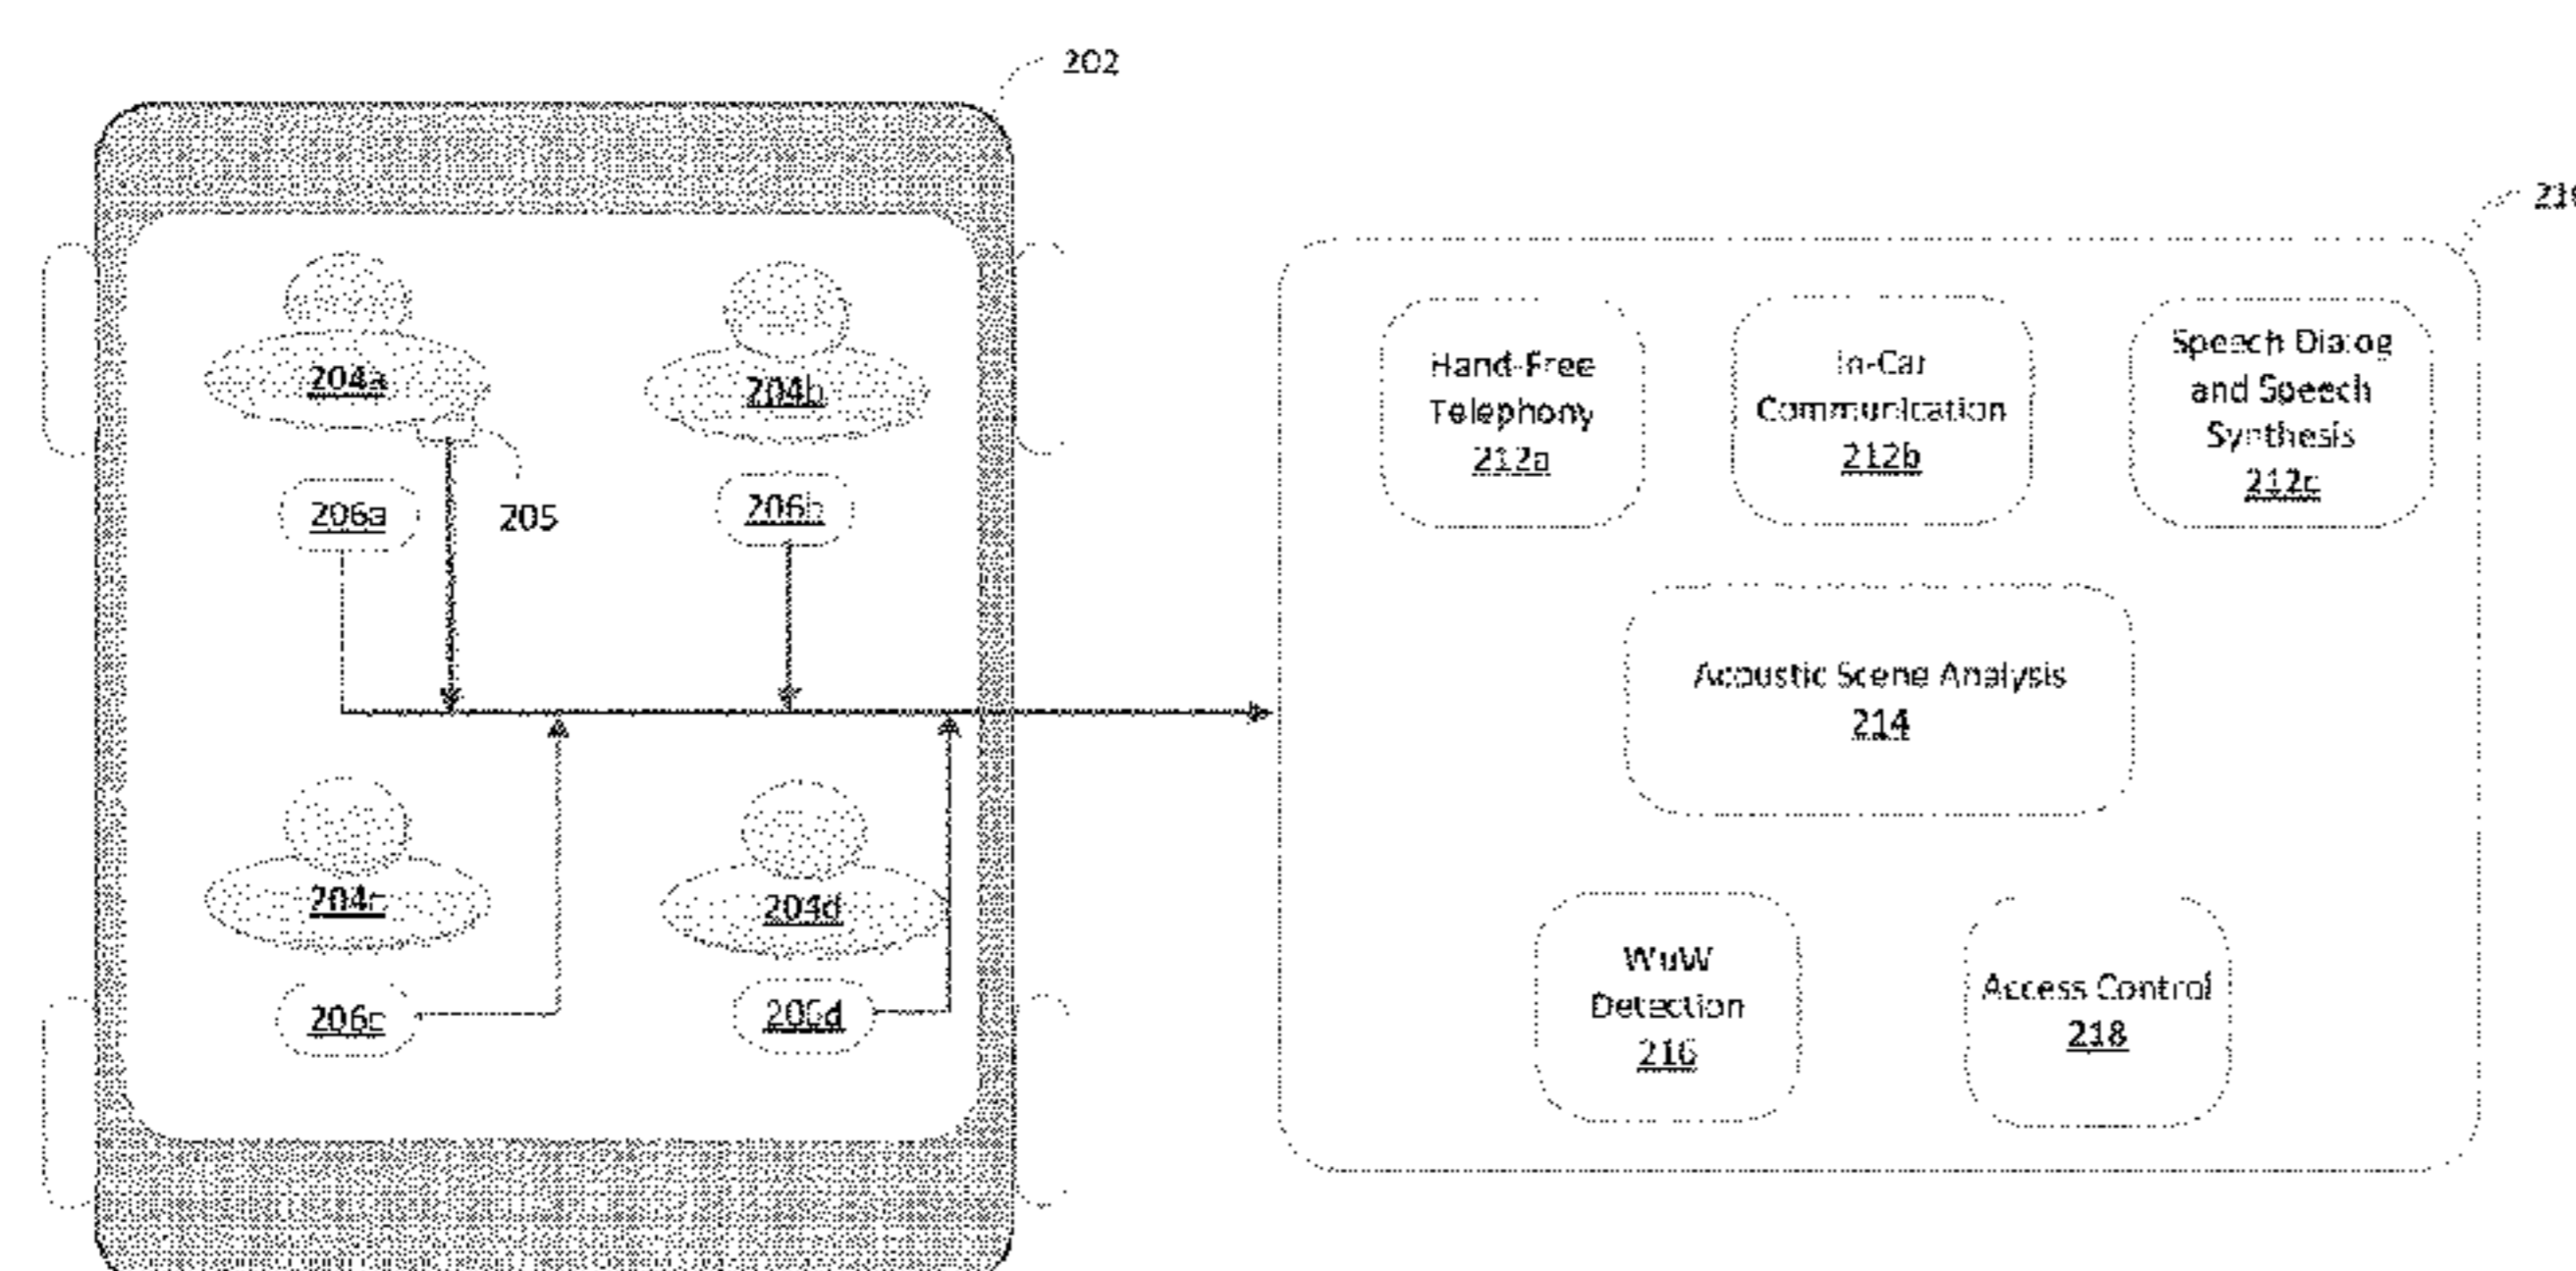 202
204a
204b
206a
205
206b
204c
204d
206c
206d
Hand-Free
Telephony
212a
In-Car
Communication
212b
Speech Dialog
and Speech
Synthesis
212c
Acoustic Scene Analysis
214
WuW
Detection
216
Access Control
218